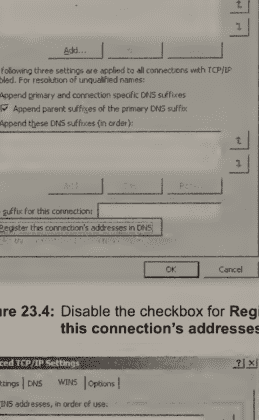 Add...
following three settings are applied to all connections with TCP/IP
bled. For resolution of unqualified names:
Append primary and connection specific DNS suffixes
Append parent suffixes of the primary DNS suffix
Append these DNS suffixes (in order):
suffix for this connection:
Register this connection's addresses in DNS
OK Cancel
re 23.4: Disable the checkbox for Reg
this connection's addresses
ced TCP/IP Settings
ttings DNS WINS Options
INS addresses, in order of use: